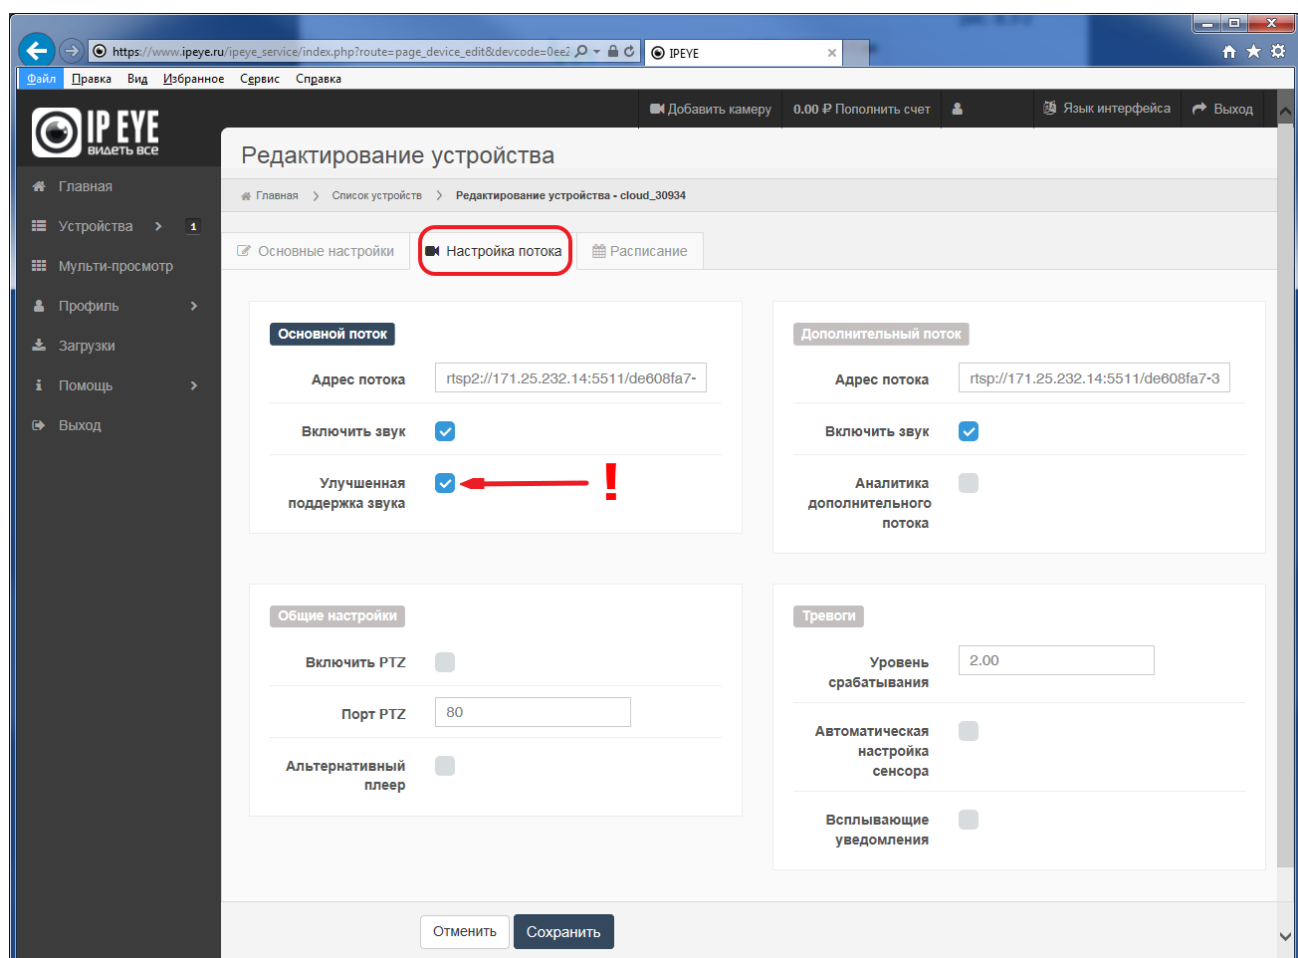 https://www.ipeye.ru/ipeye_service/index.php?route=page_device_edit&devcode=0ee2
IPEYE
Файл Правка Вид Избранное Сервис Справка
IP EYE
видеть все
Добавить камеру 0.00 ₽ Пополнить счет Язык интерфейса Выход
Редактирование устройства
Главная > Список устройств > Редактирование устройства - cloud_30934
Главная
Устройства > 1
Мульти-просмотр
Профиль >
Загрузки
Помощь >
Выход
Основные настройки Настройка потока Расписание
Основной поток
Адрес потока rtsp2://171.25.232.14:5511/de608fa7-
Включить звук
Улучшенная
поддержка звука
!
Дополнительный поток
Адрес потока rtsp://171.25.232.14:5511/de608fa7-3
Включить звук
Аналитика
дополнительного
потока
Общие настройки
Включить PTZ
Порт PTZ 80
Альтернативный
плеер
Тревоги
Уровень
срабатывания 2.00
Автоматическая
настройка
сенсора
Всплывающие
уведомления
Отменить Сохранить